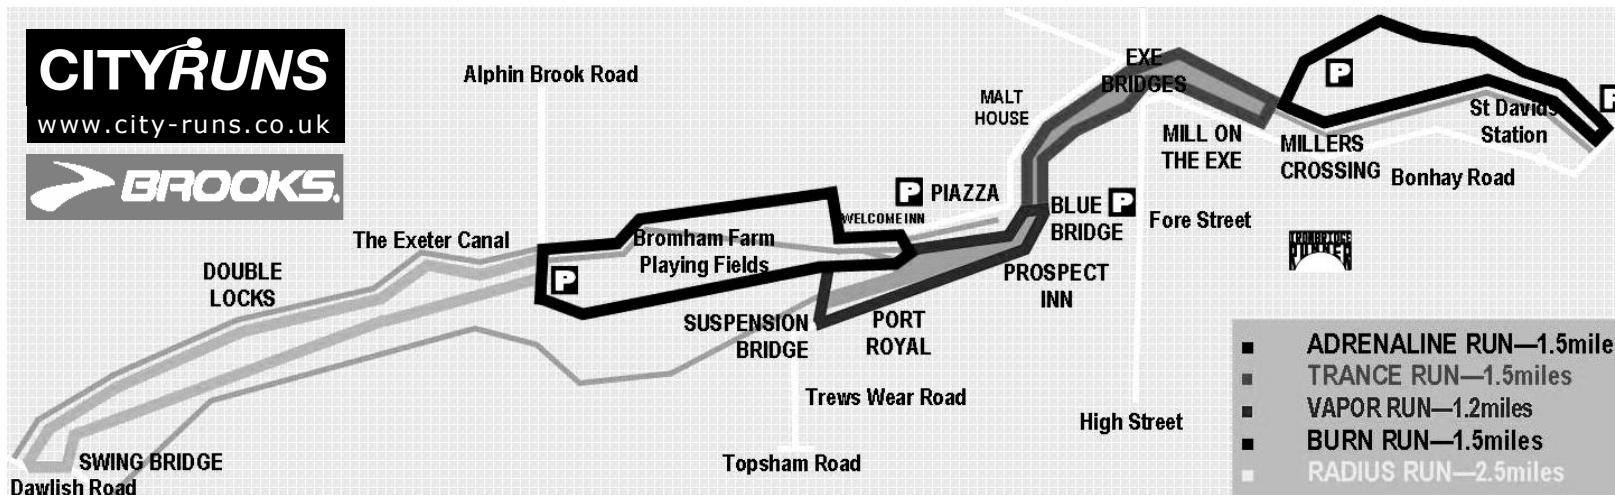 CITYRUNS
www.city-runs.co.uk
BROOKS.
Alphin Brook Road
EXE
BRIDGES
MALT
HOUSE
P
P
MILL ON
THE EXE
MILLERS
CROSSING
St Davids
Station
Bonhay Road
P
PIAZZA
WELCOME INN
BLUE
BRIDGE
P
Fore Street
The Exeter Canal
Bromham Farm
Playing Fields
P
DOUBLE
LOCKS
PROSPECT
INN
SUSPENSION
BRIDGE
PORT
ROYAL
Trews Wear Road
High Street
SWING BRIDGE
Topsham Road
Dawlish Road
ADRENALINE RUN—1.5mile
TRANCE RUN—1.5miles
VAPOR RUN—1.2miles
BURN RUN—1.5miles
RADIUS RUN—2.5miles